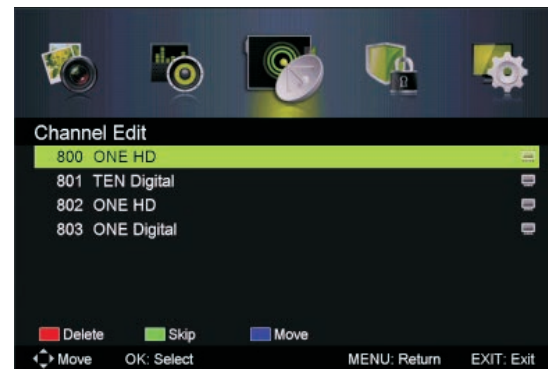 Channel Edit
800 ONE HD
801 TEN Digital
802 ONE HD
803 ONE Digital
Delete Skip Move
Move OK: Select MENU: Return EXIT: Exit